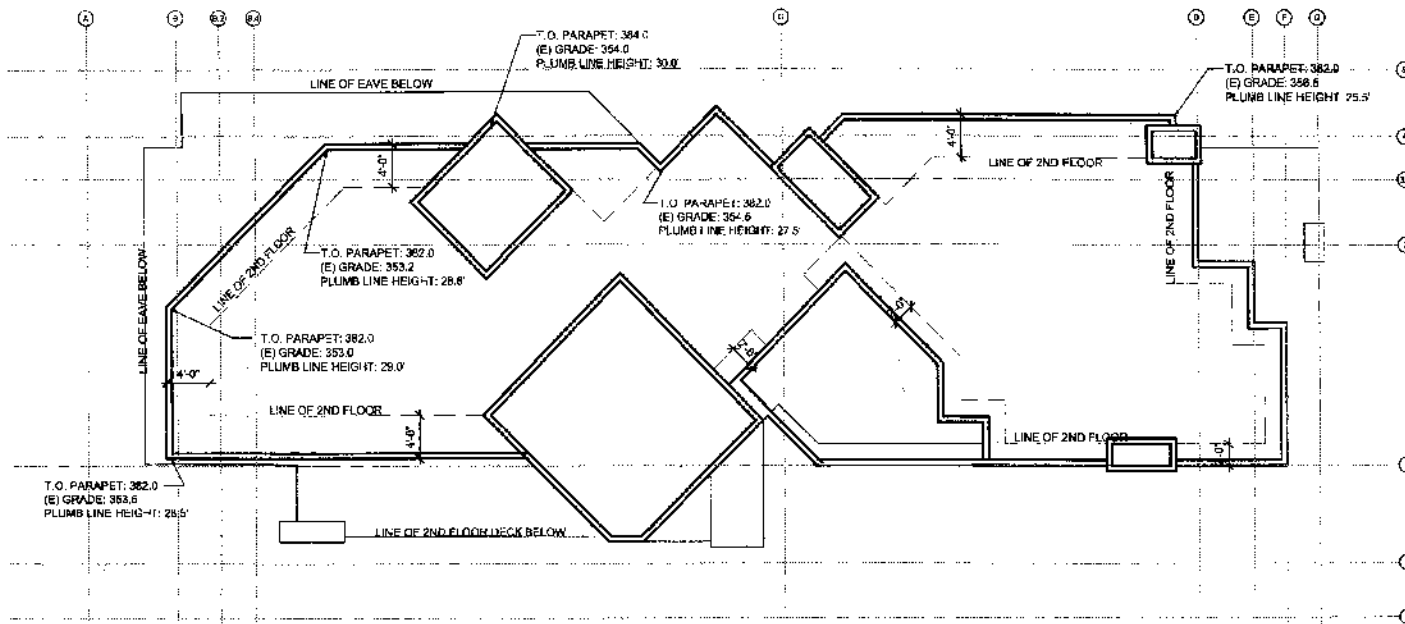 A
B
B.2
B.4
C
D
E
F
G
T.O. PARAPET: 384.0
(E) GRADE: 354.0
PLUMB LINE HEIGHT: 30.0'
T.O. PARAPET: 382.0
(E) GRADE: 356.5
PLUMB LINE HEIGHT: 25.5'
LINE OF EAVE BELOW
4'-0"
4'-0"
LINE OF 2ND FLOOR
T.O. PARAPET: 382.0
(E) GRADE: 354.5
PLUMB LINE HEIGHT: 27.5'
LINE OF 2ND FLOOR
LINE OF 2ND FLOOR
T.O. PARAPET: 382.0
(E) GRADE: 353.2
PLUMB LINE HEIGHT: 28.8'
LINE OF EAVE BELOW
T.O. PARAPET: 382.0
(E) GRADE: 353.0
PLUMB LINE HEIGHT: 29.0'
4'-0"
LINE OF 2ND FLOOR
4'-0"
LINE OF 2ND FLOOR
T.O. PARAPET: 382.0
(E) GRADE: 353.5
PLUMB LINE HEIGHT: 28.5'
LINE OF 2ND FLOOR DECK BELOW